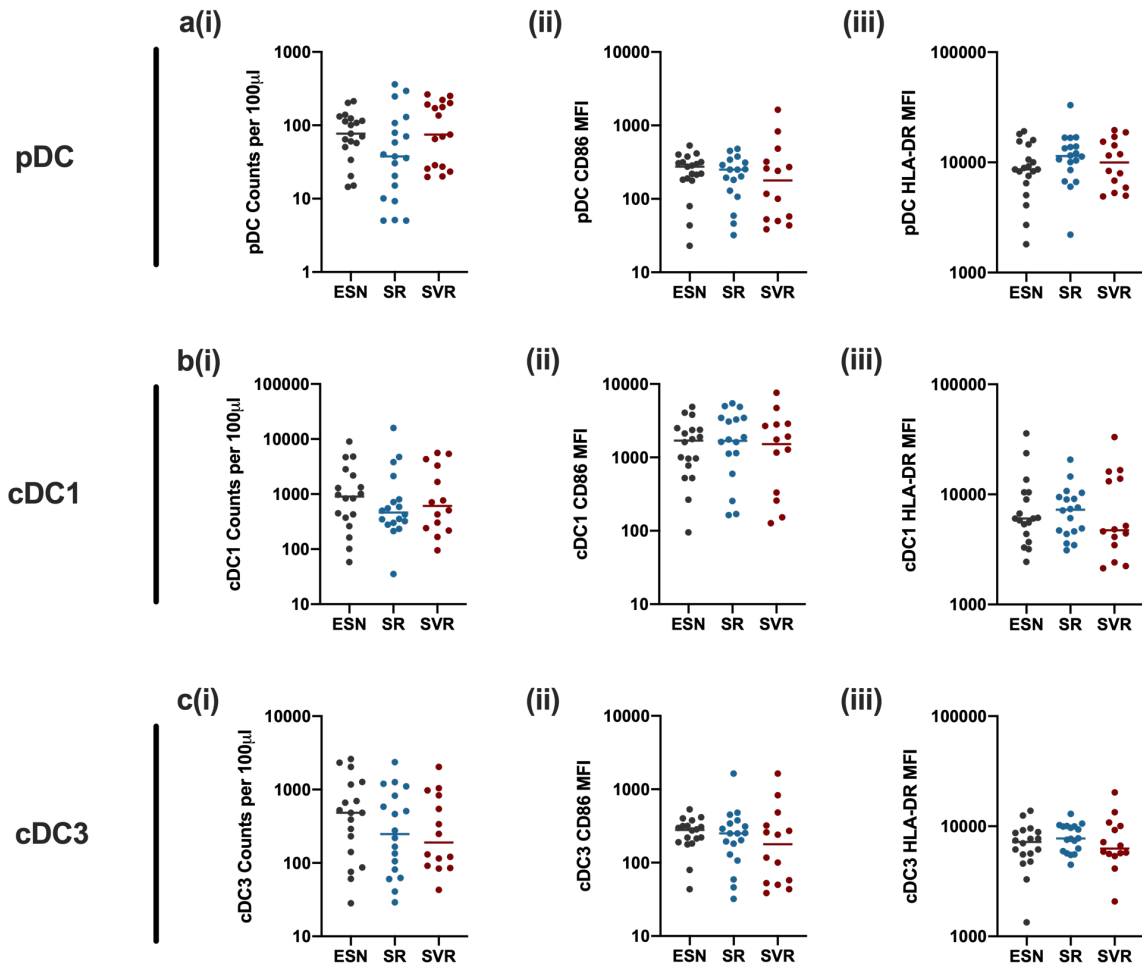 a(i)
(ii)
(iii)
pDC
pDC Counts per 100µl
1000
100
10
1
ESN SR SVR
pDC CD86 MFI
10000
1000
100
10
ESN SR SVR
pDC HLA-DR MFI
100000
10000
1000
ESN SR SVR
b(i)
(ii)
(iii)
cDC1
cDC1 Counts per 100µl
100000
10000
1000
100
10
ESN SR SVR
cDC1 CD86 MFI
10000
1000
100
10
ESN SR SVR
cDC1 HLA-DR MFI
100000
10000
1000
ESN SR SVR
c(i)
(ii)
(iii)
cDC3
cDC3 Counts per 100µl
10000
1000
100
10
ESN SR SVR
cDC3 CD86 MFI
10000
1000
100
10
ESN SR SVR
cDC3 HLA-DR MFI
100000
10000
1000
ESN SR SVR